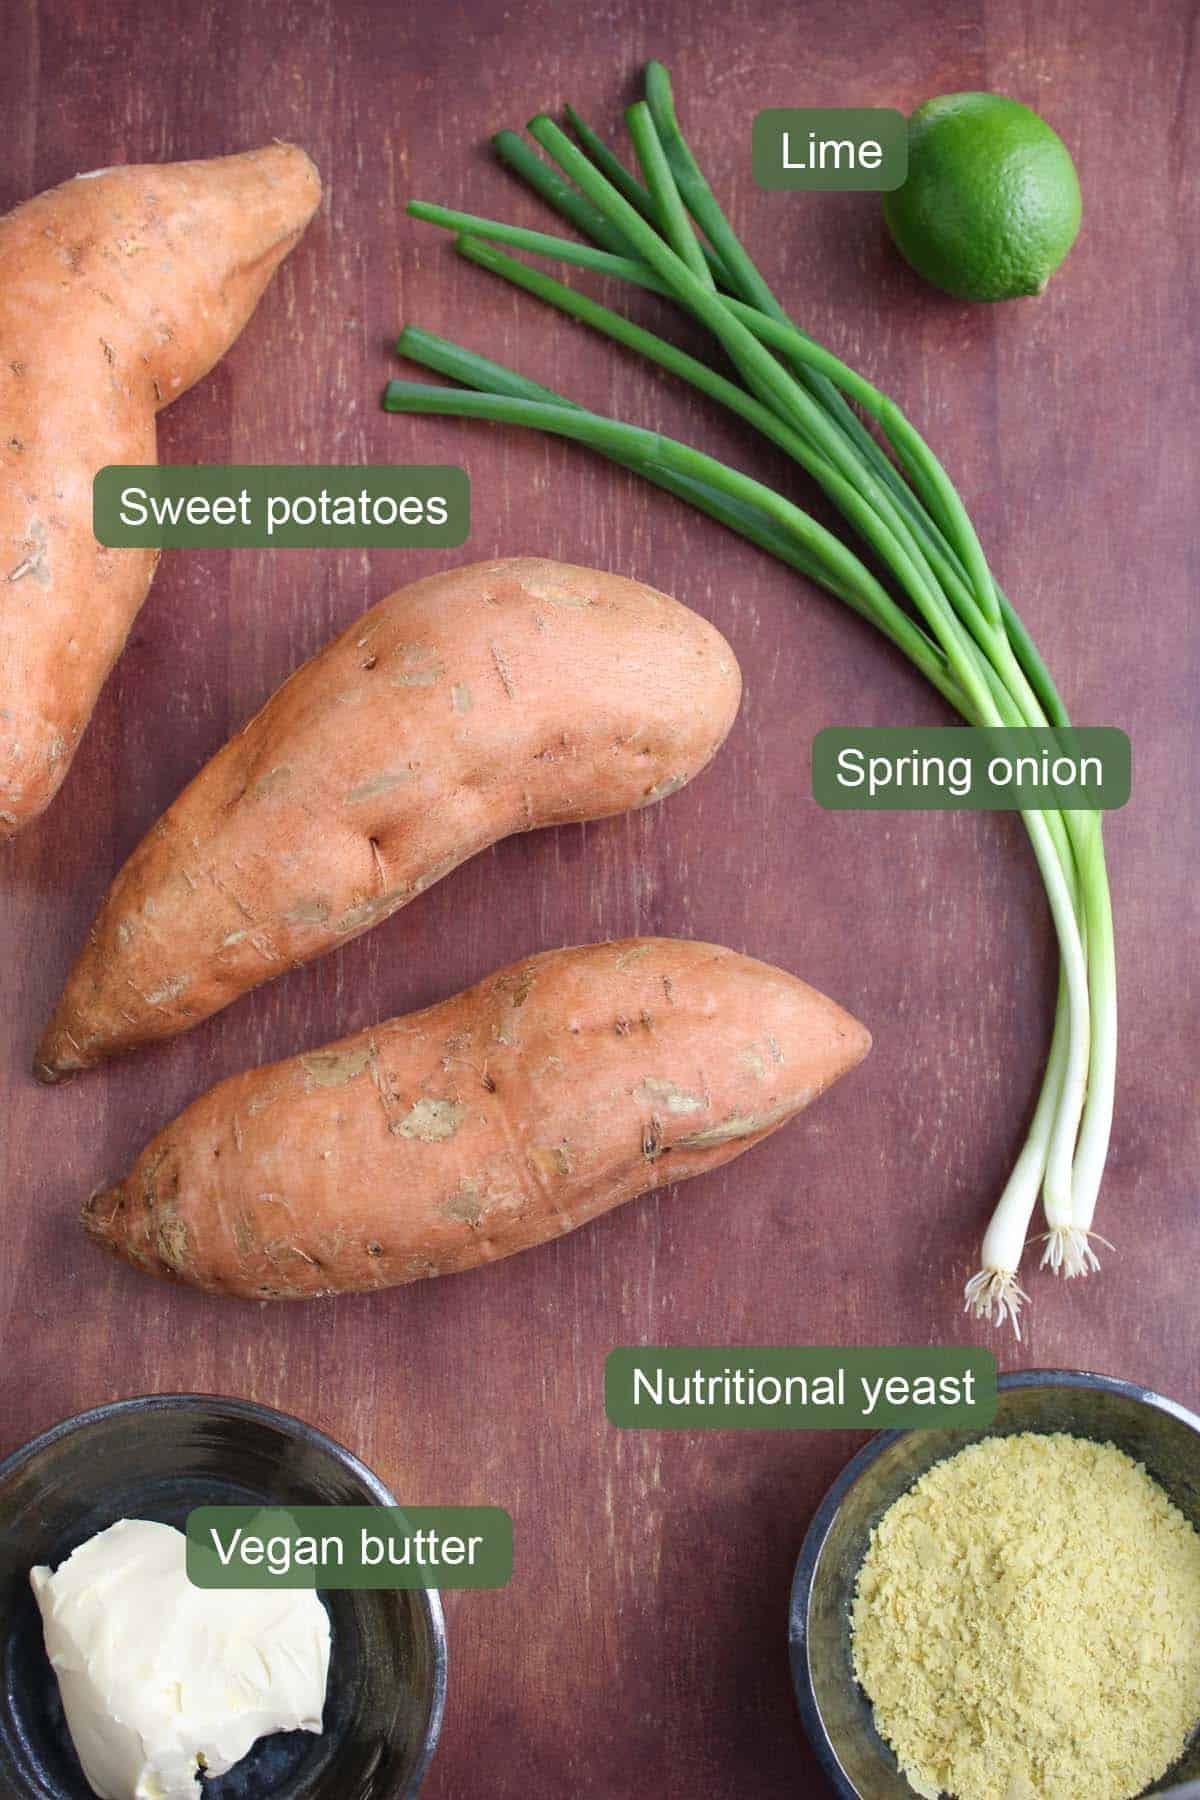 Lime
Sweet potatoes
Spring onion
Nutritional yeast
Vegan butter